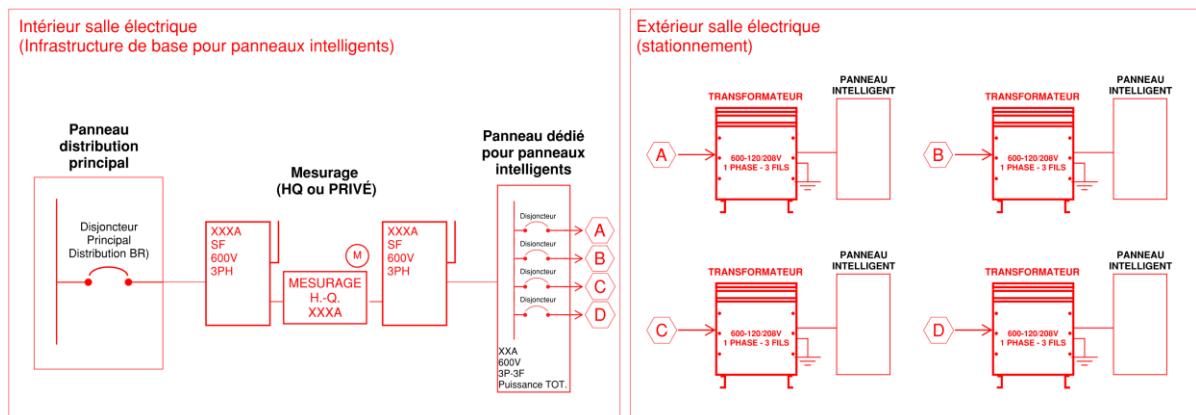 Intérieur salle électrique
(Infrastructure de base pour panneaux intelligents)
Panneau
distribution
principal
Disjoncteur
Principal
Distribution BR)
Mesurage
(HQ ou PRIVÉ)
XXXA
SF
600V
3PH
M
MESURAGE
H.-Q.
XXXA
XXXA
SF
600V
3PH
Panneau dédié
pour panneaux
intelligents
Disjoncteur
A
Disjoncteur
B
Disjoncteur
C
Disjoncteur
D
XXA
600V
3P-3F
Puissance TOT.
Extérieur salle électrique
(stationnement)
TRANSFORMATEUR
PANNEAU
INTELLIGENT
A
600-120/208V
1 PHASE - 3 FILS
TRANSFORMATEUR
PANNEAU
INTELLIGENT
B
600-120/208V
1 PHASE - 3 FILS
TRANSFORMATEUR
PANNEAU
INTELLIGENT
C
600-120/208V
1 PHASE - 3 FILS
TRANSFORMATEUR
PANNEAU
INTELLIGENT
D
600-120/208V
1 PHASE - 3 FILS